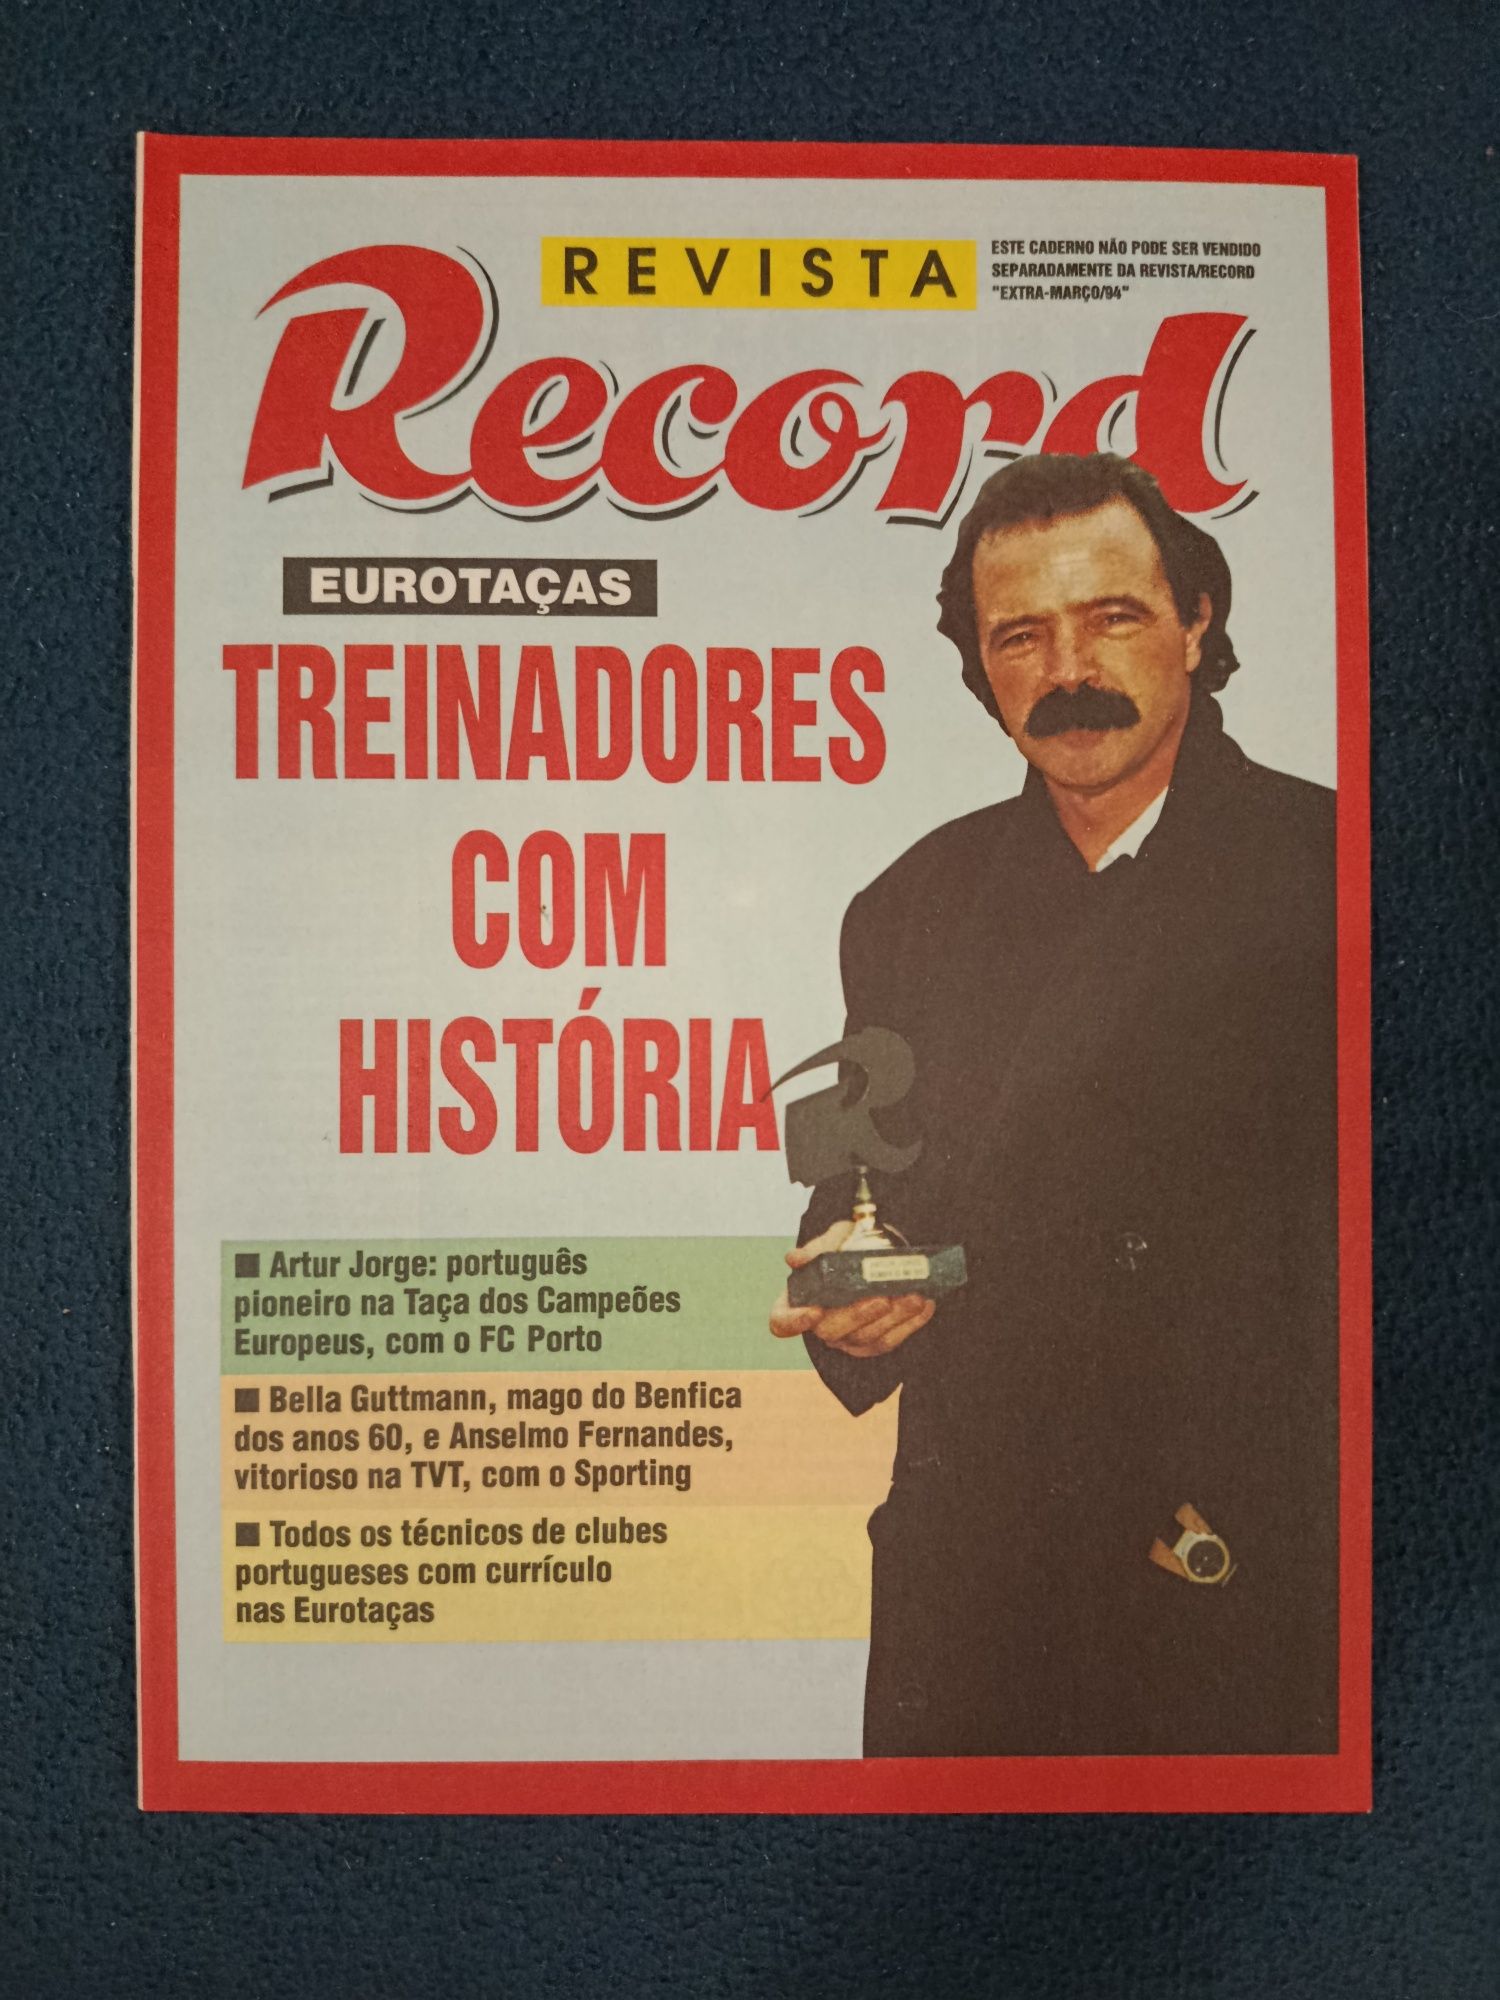 REVISTA
ESTE CADERNO NÃO PODE SER VENDIDO
SEPARADAMENTE DA REVISTA/RECORD
"EXTRA-MARÇO/94"
Record
EUROTAÇAS
TREINADORES
COM
HISTÓRIA
■ Artur Jorge: português
pioneiro na Taça dos Campeões
Europeus, com o FC Porto
■ Bella Guttmann, mago do Benfica
dos anos 60, e Anselmo Fernandes,
vitorioso na TVT, com o Sporting
■ Todos os técnicos de clubes
portugueses com currículo
nas Eurotaças